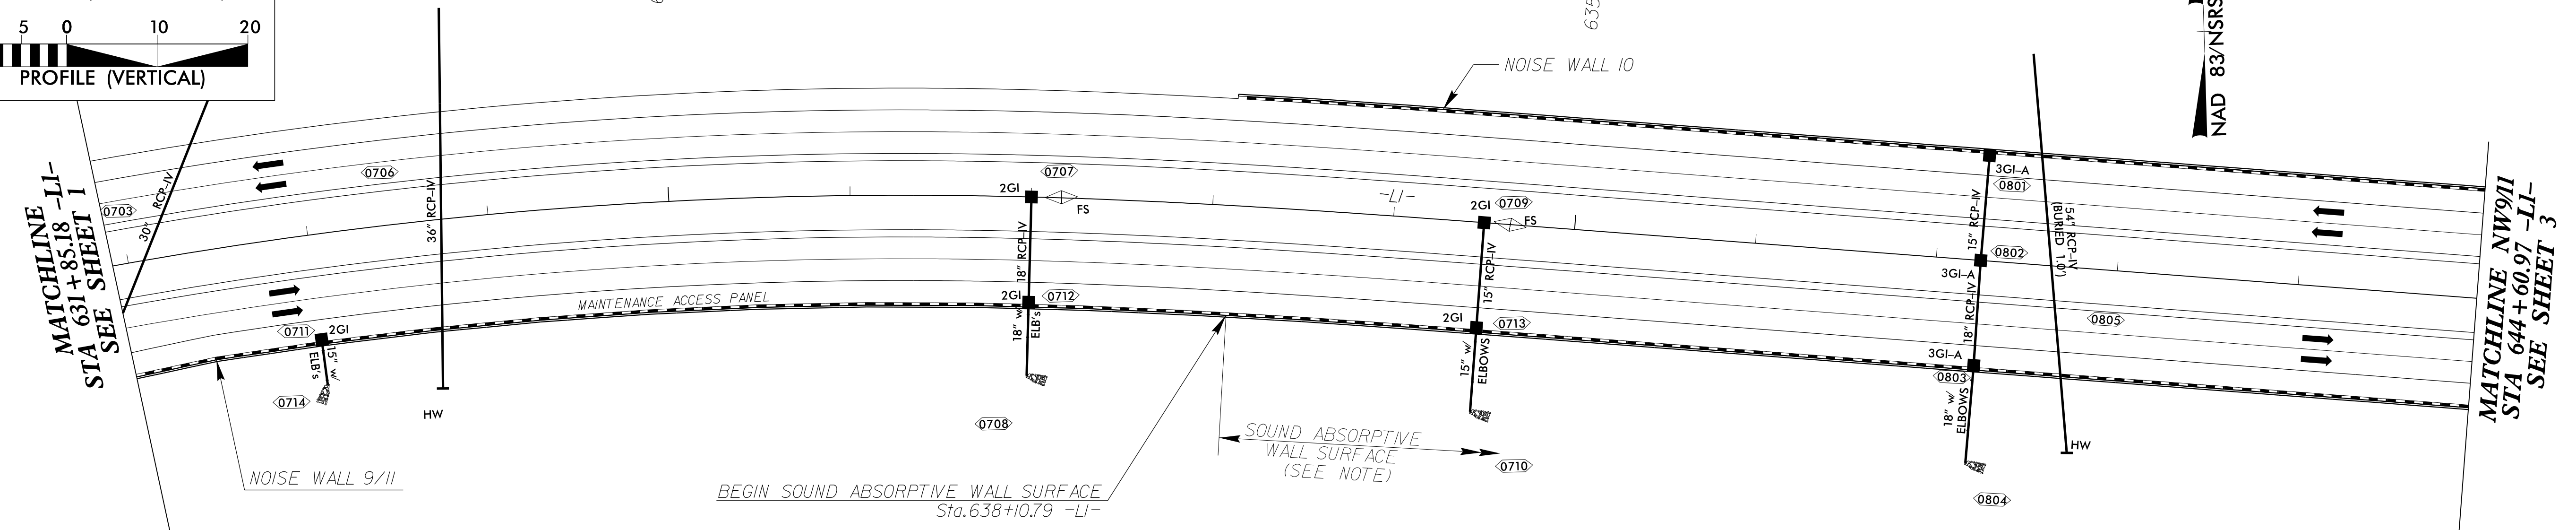 5 0 10 20
PROFILE (VERTICAL)
MATCHLINE
STA 631+85.18 -L1-
SEE SHEET 1
0703
30" RCP-IV
0706
36" RCP-IV
HW
0711
2GI
15" w/
ELB's
0714
NOISE WALL 9/11
MAINTENANCE ACCESS PANEL
2GI
0707
FS
18" RCP-IV
2GI
0712
18" w/
ELB's
0708
BEGIN SOUND ABSORPTIVE WALL SURFACE
Sta.638+10.79 -L1-
SOUND ABSORPTIVE
WALL SURFACE
(SEE NOTE)
0710
NOISE WALL 10
635
-L1-
2GI
0709
FS
15" RCP-IV
2GI
0713
15" w/
ELBOWS
3GI-A
0801
15" RCP-IV
0802
3GI-A
18" RCP-IV
3GI-A
0803
18" w/
ELBOWS
0804
54" RCP-IV
(BURIED 1.0')
0805
HW
NAD 83/NSRS
MATCHLINE NW9/11
STA 644+60.97 -L1-
SEE SHEET 3